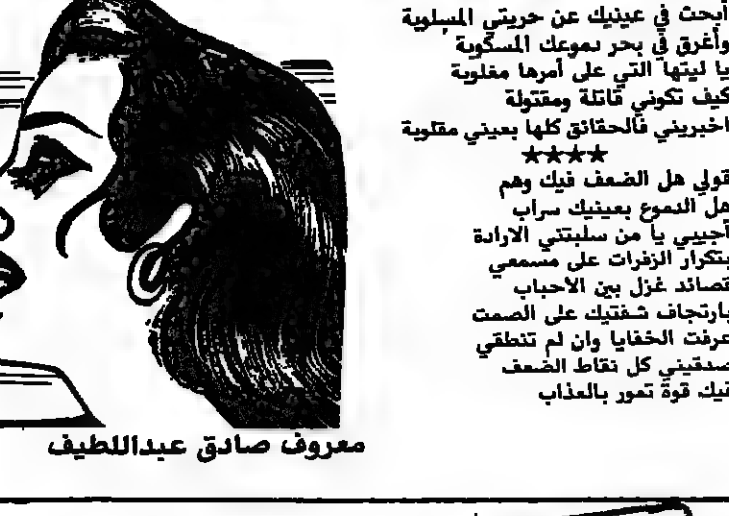 أبحث في عينيك عن حريتي المسلوبة
وأغرق في بحر دموعك المسكوبة
يا ليتها التي على أمرها مغلوبة
كيف تكوني قاتلة ومقتولة
اخبريني فالحقائق كلها بعيني مقلوبة
★★★★
قولي هل الضعف فيك وهم
هل الدموع بعينيك سراب
أجيبي يا من سلبتني الارادة
بتكرار الزفرات على مسمعي
قصائد غزل بين الاحباب
بارتجاف شفتيك على الصمت
عرفت الخفايا وان لم تنطقي
صدقيني كل نقاط الضعف
فيك قوة تمور بالعذاب
معروف صادق عبداللطيف